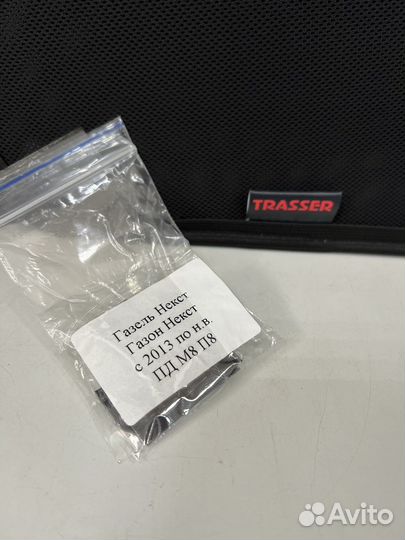 TRASSER
Газель Некст
Газон Некст
с 2013 по н.в.
ПД М8 П8
Avito